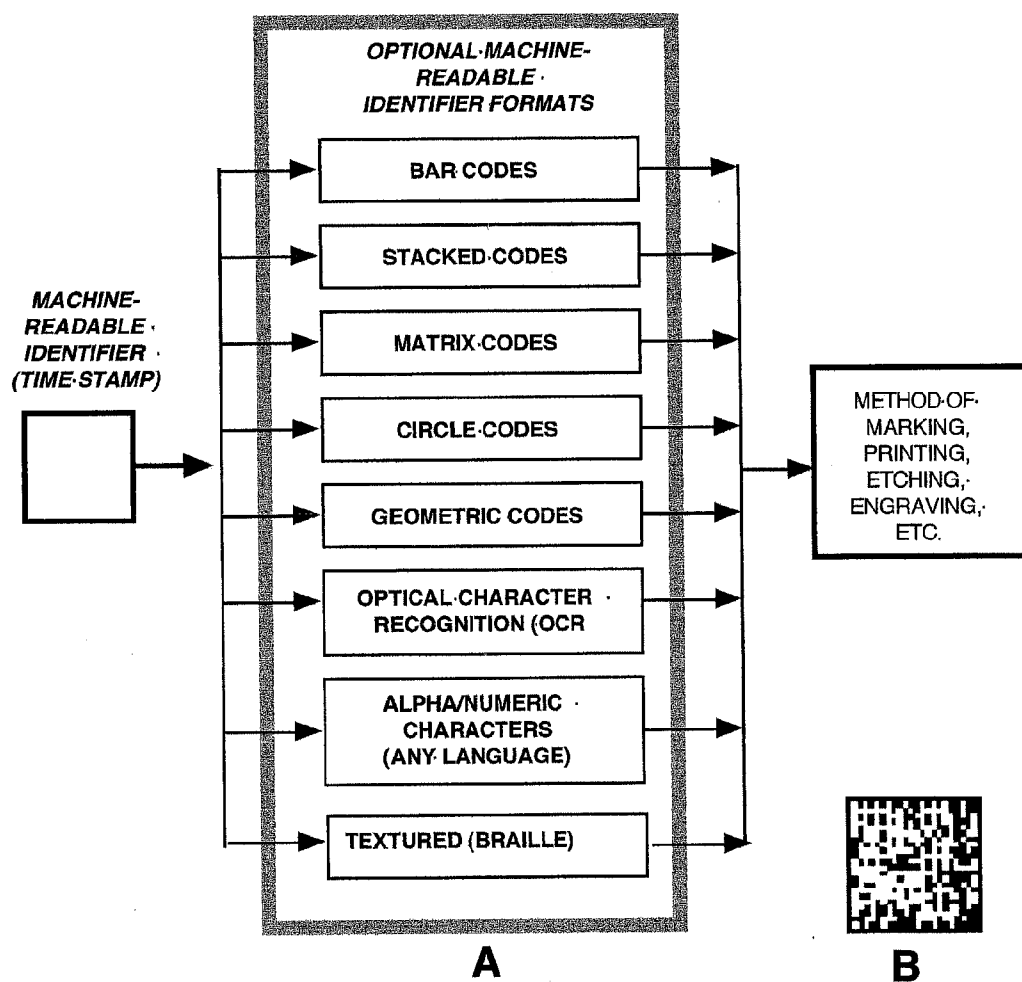 OPTIONAL·MACHINE-
READABLE·
IDENTIFIER FORMATS
BAR·CODES
STACKED·CODES
MACHINE-
READABLE·
IDENTIFIER·
(TIME·STAMP)
MATRIX·CODES
CIRCLE·CODES
GEOMETRIC CODES
OPTICAL·CHARACTER·
RECOGNITION (OCR
ALPHA/NUMERIC·
CHARACTERS
(ANY·LANGUAGE)
TEXTURED (BRAILLE)
METHOD·OF·
MARKING,
PRINTING,
ETCHING,·
ENGRAVING,·
ETC.
A
B